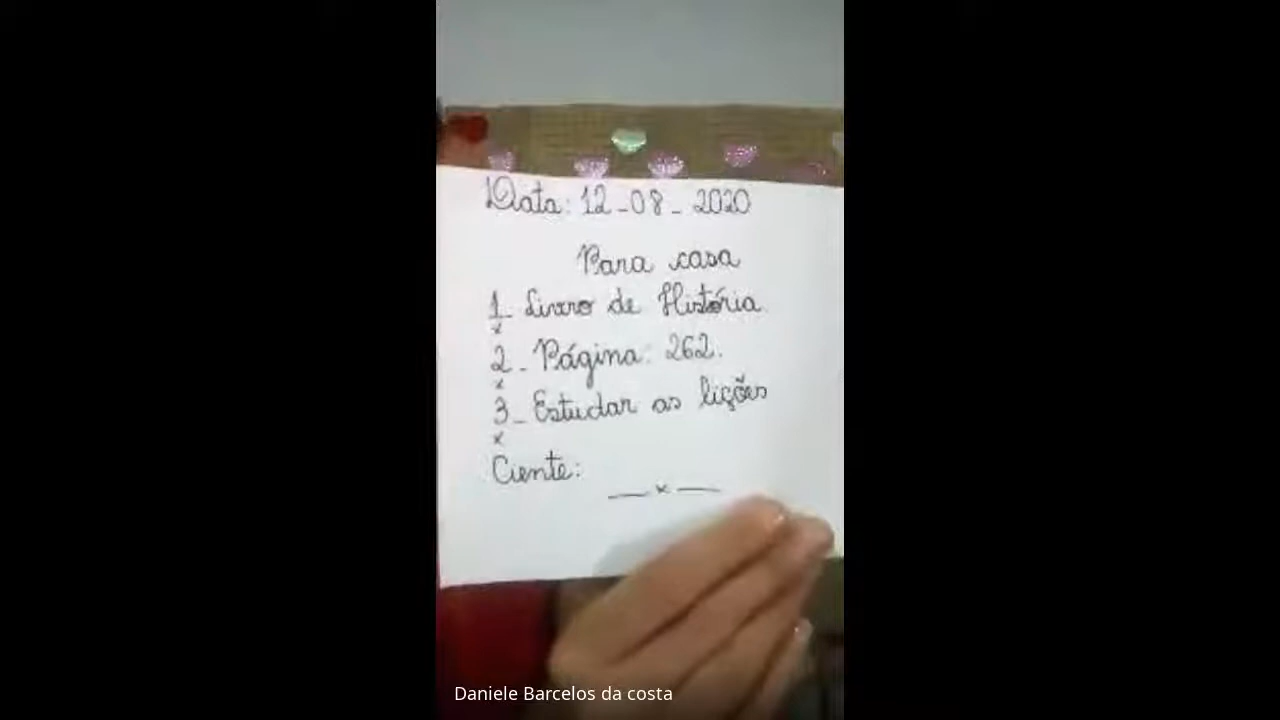 Data: 12-08-2020
Para casa
1- Livro de História
x
2- Página: 262.
x
3- Estudar as lições
x
Ciente:
— x —
Daniele Barcelos da costa